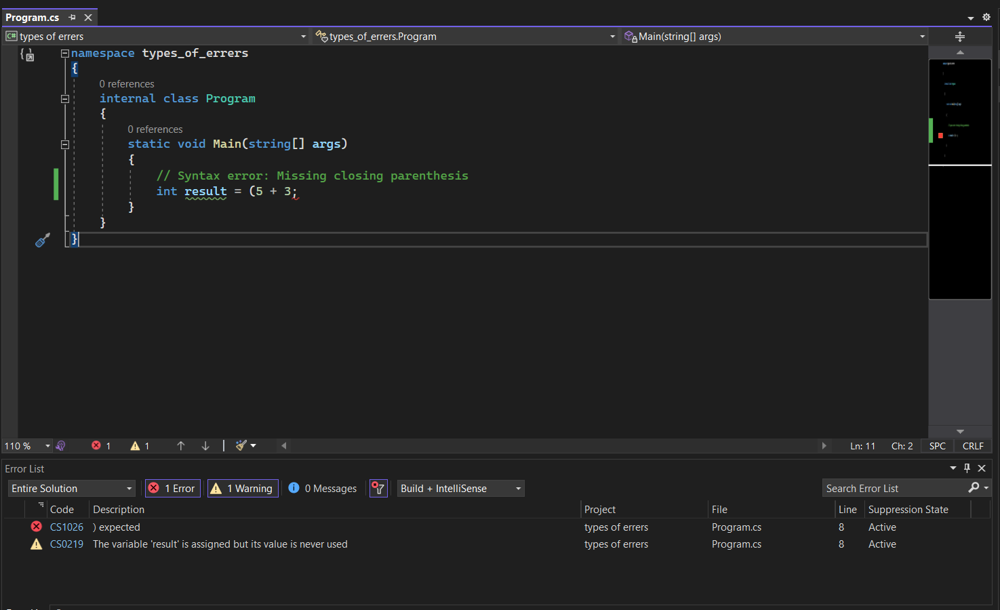 Program.cs
types of errers
types_of_errers.Program
Main(string[] args)
namespace types_of_errers
{
0 references
internal class Program
{
0 references
static void Main(string[] args)
{
// Syntax error: Missing closing parenthesis
int result = (5 + 3;
}
}
}
110 %
1
1
Ln: 11
Ch: 2
SPC
CRLF
Error List
Entire Solution
1 Error
1 Warning
0 Messages
Build + IntelliSense
Search Error List
Code Description Project File Line Suppression State
CS1026 ) expected types of errers Program.cs 8 Active
CS0219 The variable 'result' is assigned but its value is never used types of errers Program.cs 8 Active